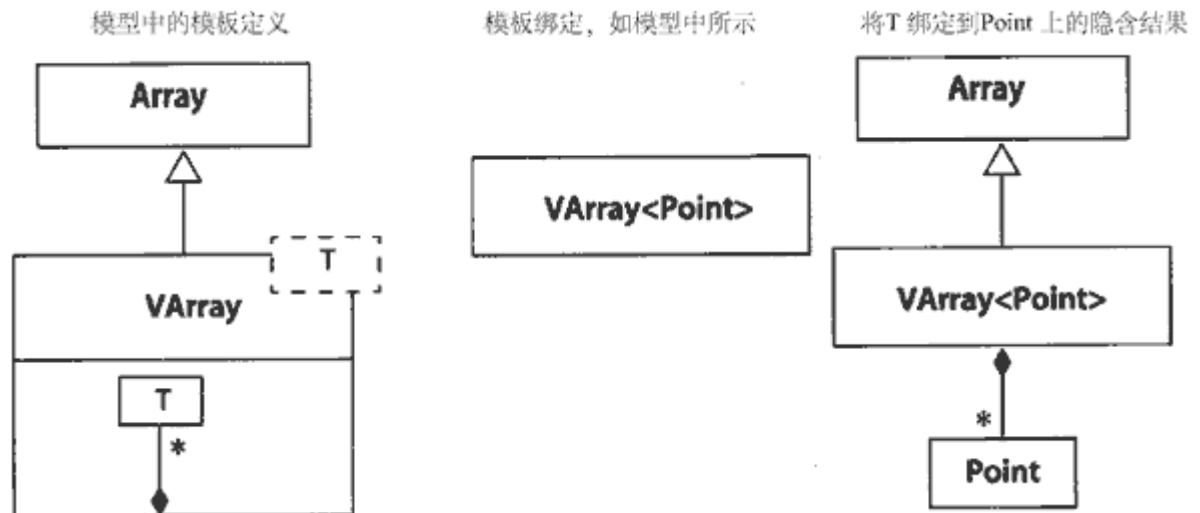 模型中的模板定义
模板绑定，如模型中所示
将T 绑定到Point 上的隐含结果
Array
Array
VArray<Point>
T
VArray
VArray<Point>
T
*
*
Point